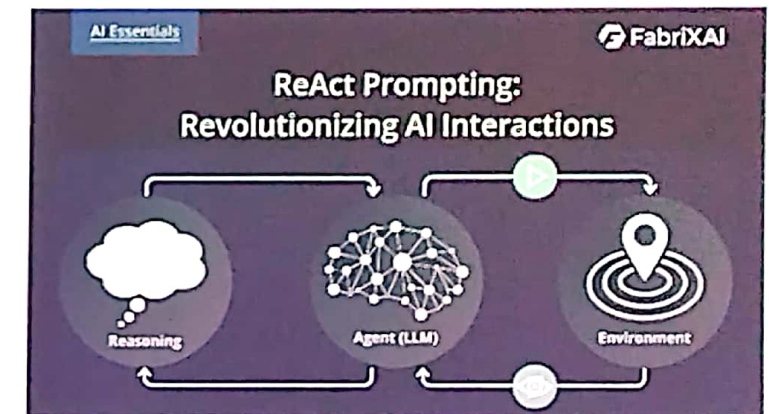 AI Essentials
FabriXAI
ReAct Prompting:
Revolutionizing AI Interactions
Reasoning
Agent (LLM)
Environment